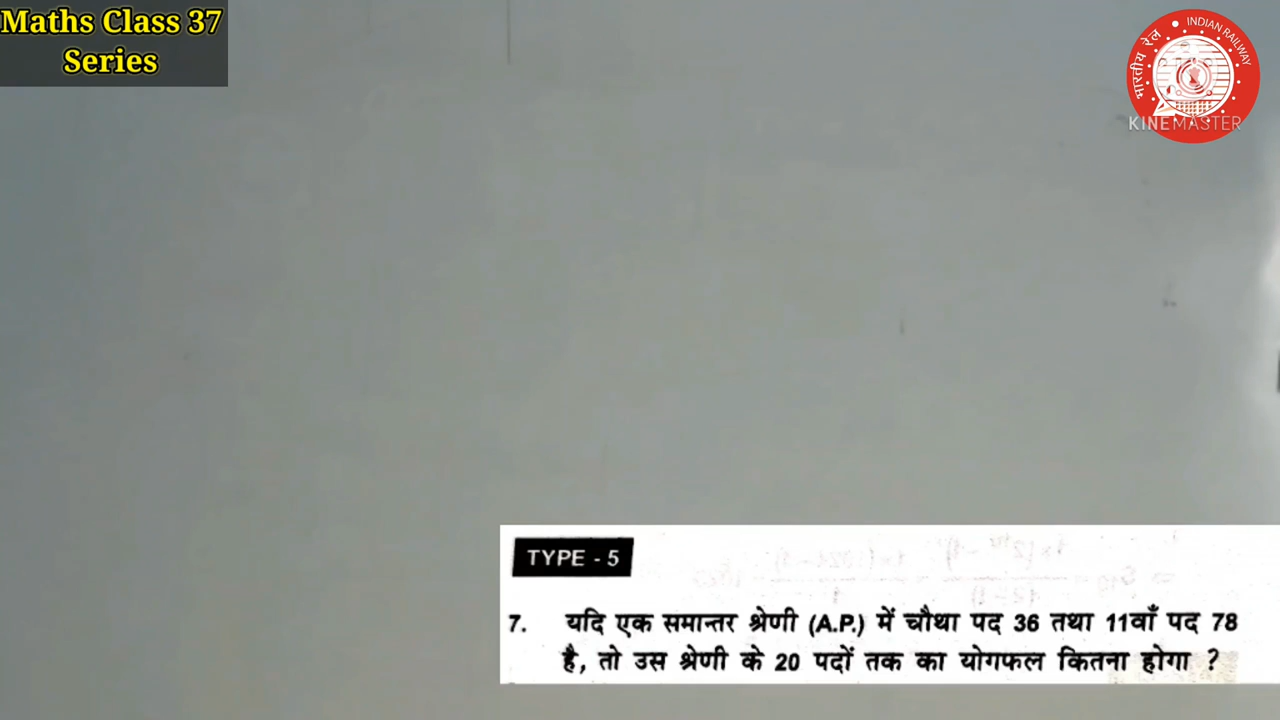 Maths Class 37
Series
भारतीय रेल
INDIAN RAILWAY
KINEMASTER
TYPE - 5
7. यदि एक समान्तर श्रेणी (A.P.) में चौथा पद 36 तथा 11वाँ पद 78
है, तो उस श्रेणी के 20 पदों तक का योगफल कितना होगा ?